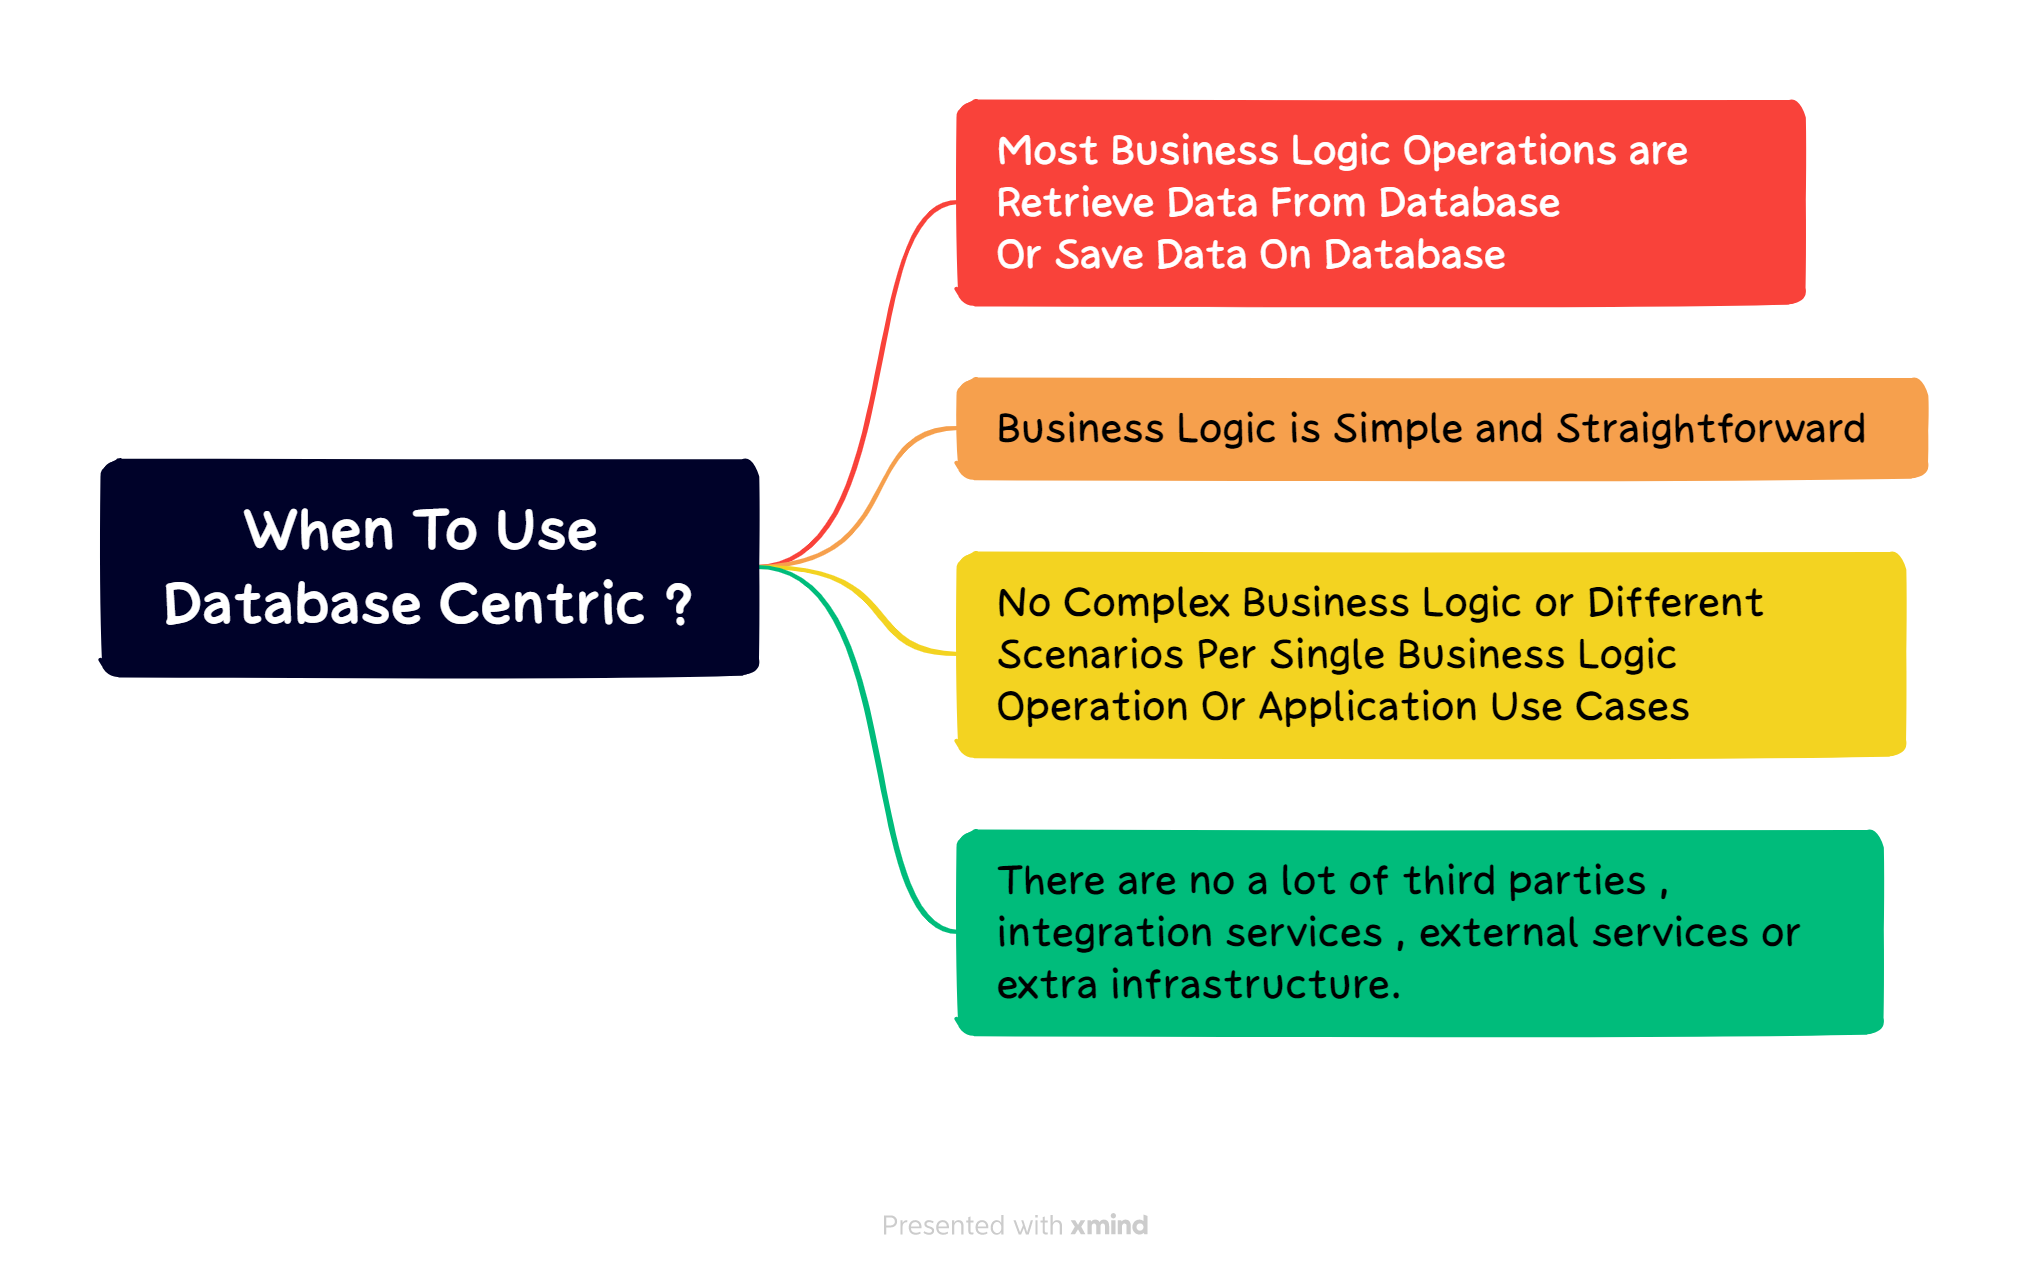 When To Use
Database Centric ?
Most Business Logic Operations are
Retrieve Data From Database
Or Save Data On Database
Business Logic is Simple and Straightforward
No Complex Business Logic or Different
Scenarios Per Single Business Logic
Operation Or Application Use Cases
There are no a lot of third parties ,
integration services , external services or
extra infrastructure.
Presented with xmind